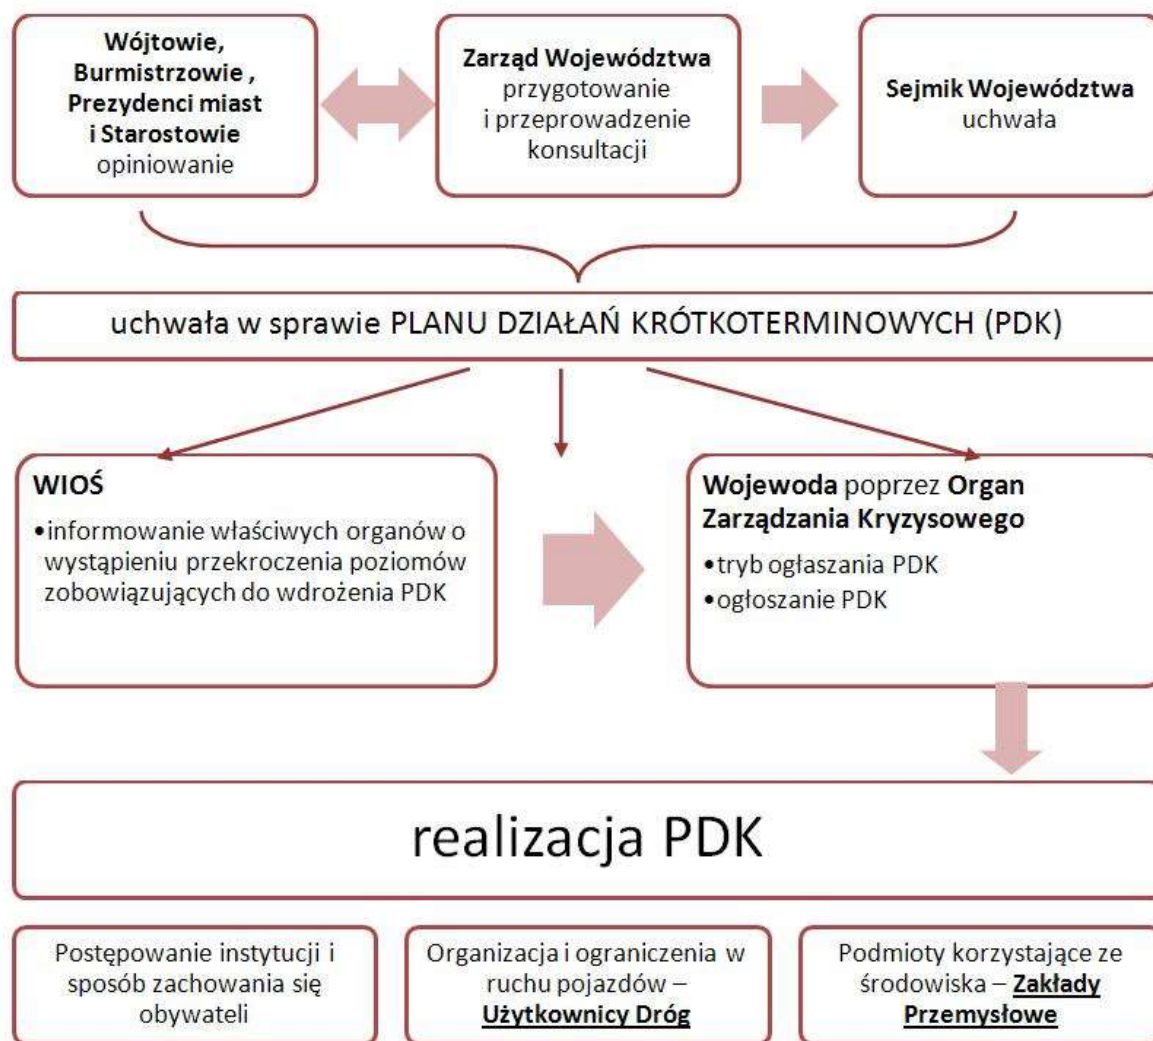 Wójtowie,
Burmistrzowie ,
Prezydenci miast
i Starostowie
opiniowanie
Zarząd Województwa
przygotowanie
i przeprowadzenie
konsultacji
Sejmik Województwa
uchwała
uchwała w sprawie PLANU DZIAŁAŃ KRÓTKOTERMINOWYCH (PDK)
WIOŚ
•informowanie właściwych organów o
wystąpieniu przekroczenia poziomów
zobowiązujących do wdrożenia PDK
Wojewoda poprzez Organ
Zarządzania Kryzysowego
•tryb ogłaszania PDK
•ogłoszanie PDK
realizacja PDK
Postępowanie instytucji i
sposób zachowania się
obywateli
Organizacja i ograniczenia w
ruchu pojazdów –
Użytkownicy Dróg
Podmioty korzystające ze
środowiska – Zakłady
Przemysłowe